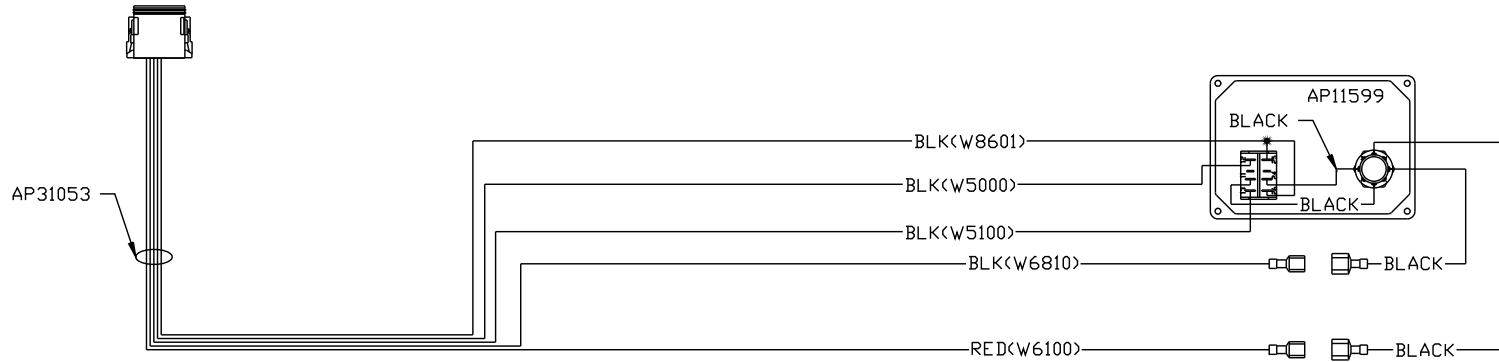 AP11599
BLACK
BLK(W8601)
BLK(W5000)
AP31053
BLACK
BLK(W5100)
BLK(W6810)
BLACK
RED(W6100)
BLACK